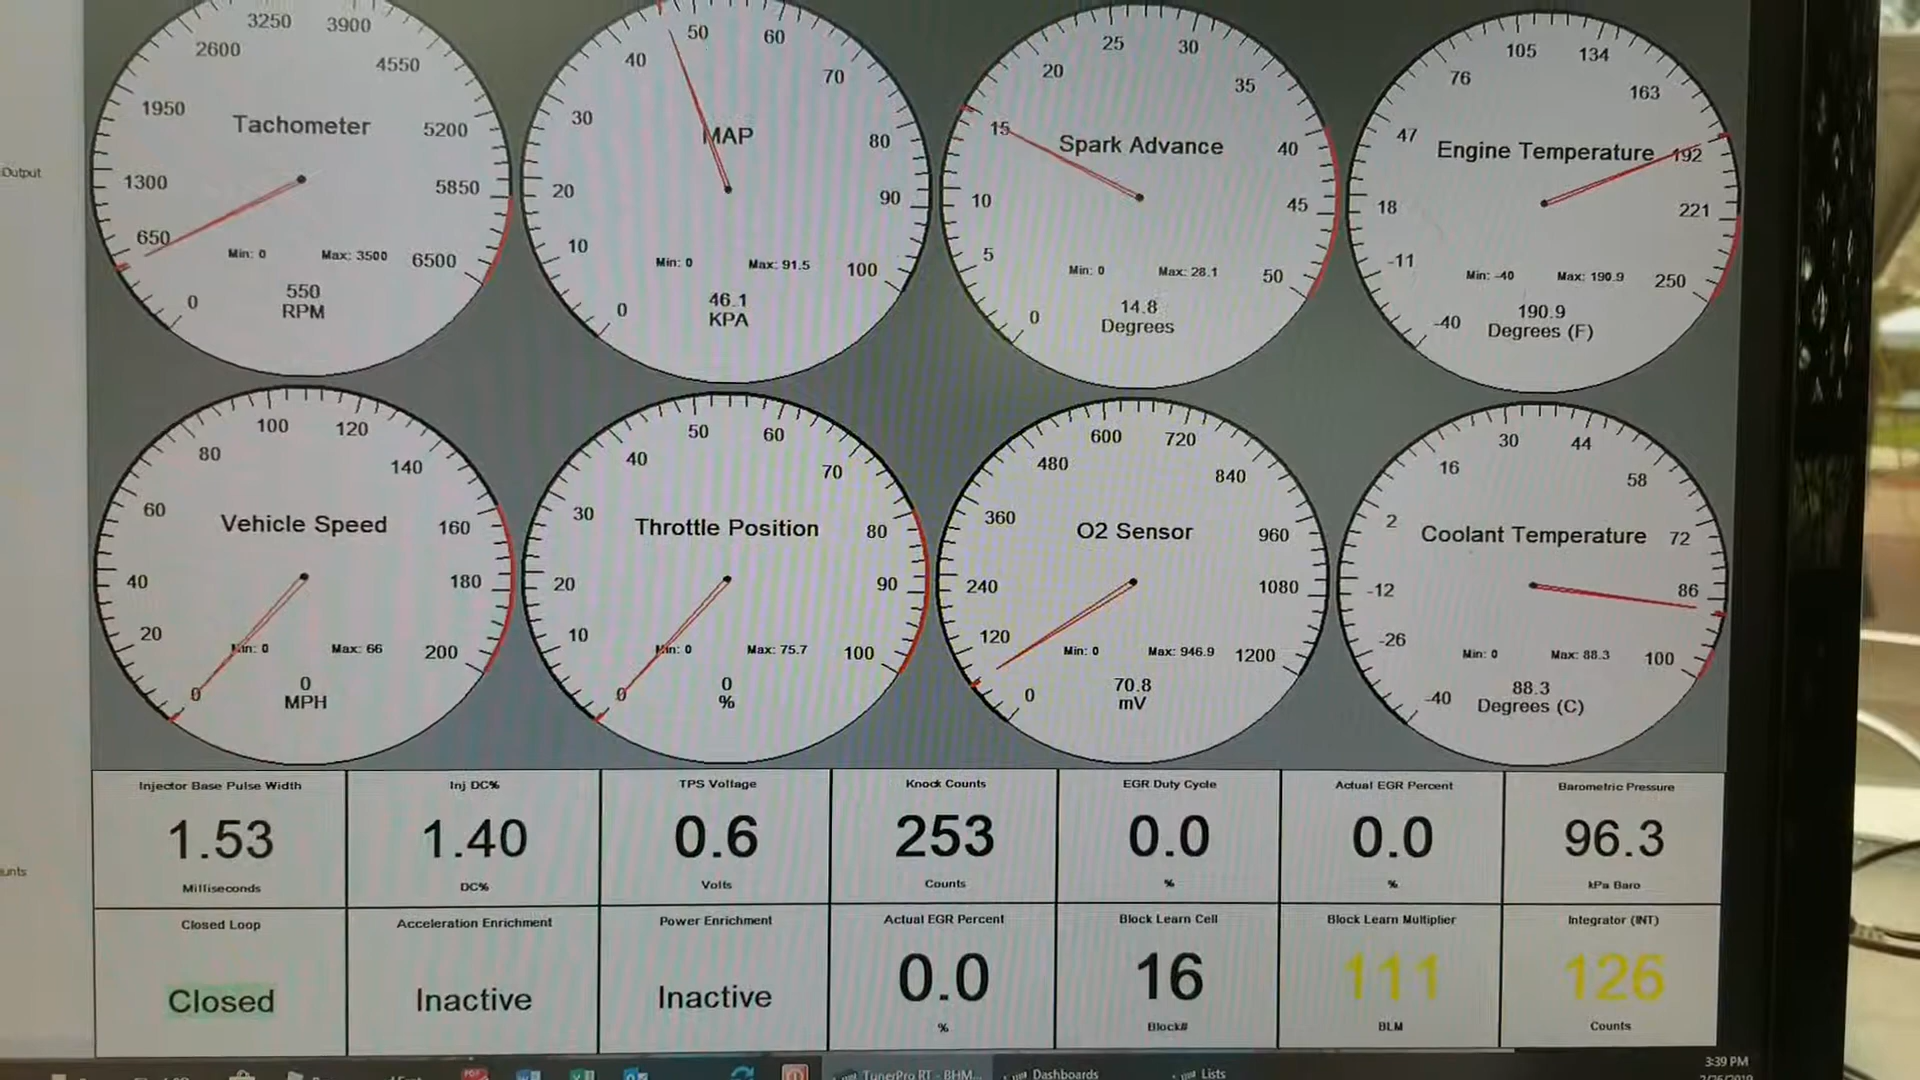 Output
unts
3250
3900
2600
4550
1950
Tachometer
5200
1300
5850
650
Min: 0
Max: 3500
6500
0
550
RPM
50
60
40
70
30
MAP
80
20
90
10
Min: 0
Max: 91.5
100
0
46.1
KPA
25
30
20
35
15
Spark Advance
40
10
45
5
Min: 0
Max: 28.1
50
0
14.8
Degrees
105
134
76
163
47
Engine Temperature
192
18
221
-11
Min: -40
Max: 190.9
250
-40
190.9
Degrees (F)
100
120
80
140
60
Vehicle Speed
160
40
180
20
Min: 0
Max: 66
200
0
0
MPH
50
60
40
70
30
Throttle Position
80
20
90
10
Min: 0
Max: 75.7
100
0
0
%
600
720
480
840
360
O2 Sensor
960
240
1080
120
Min: 0
Max: 946.9
1200
0
70.8
mV
30
44
16
58
2
Coolant Temperature
72
-12
86
-26
Min: 0
Max: 88.3
100
-40
88.3
Degrees (C)
Injector Base Pulse Width
1.53
Milliseconds
Inj DC%
1.40
DC%
TPS Voltage
0.6
Volts
Knock Counts
253
Counts
EGR Duty Cycle
0.0
%
Actual EGR Percent
0.0
%
Barometric Pressure
96.3
kPa Baro
Closed Loop
Closed
Acceleration Enrichment
Inactive
Power Enrichment
Inactive
Actual EGR Percent
0.0
%
Block Learn Cell
16
Block#
Block Learn Multiplier
111
BLM
Integrator (INT)
126
Counts
TunerPro RT - BHM...
Dashboards
Lists
3:39 PM